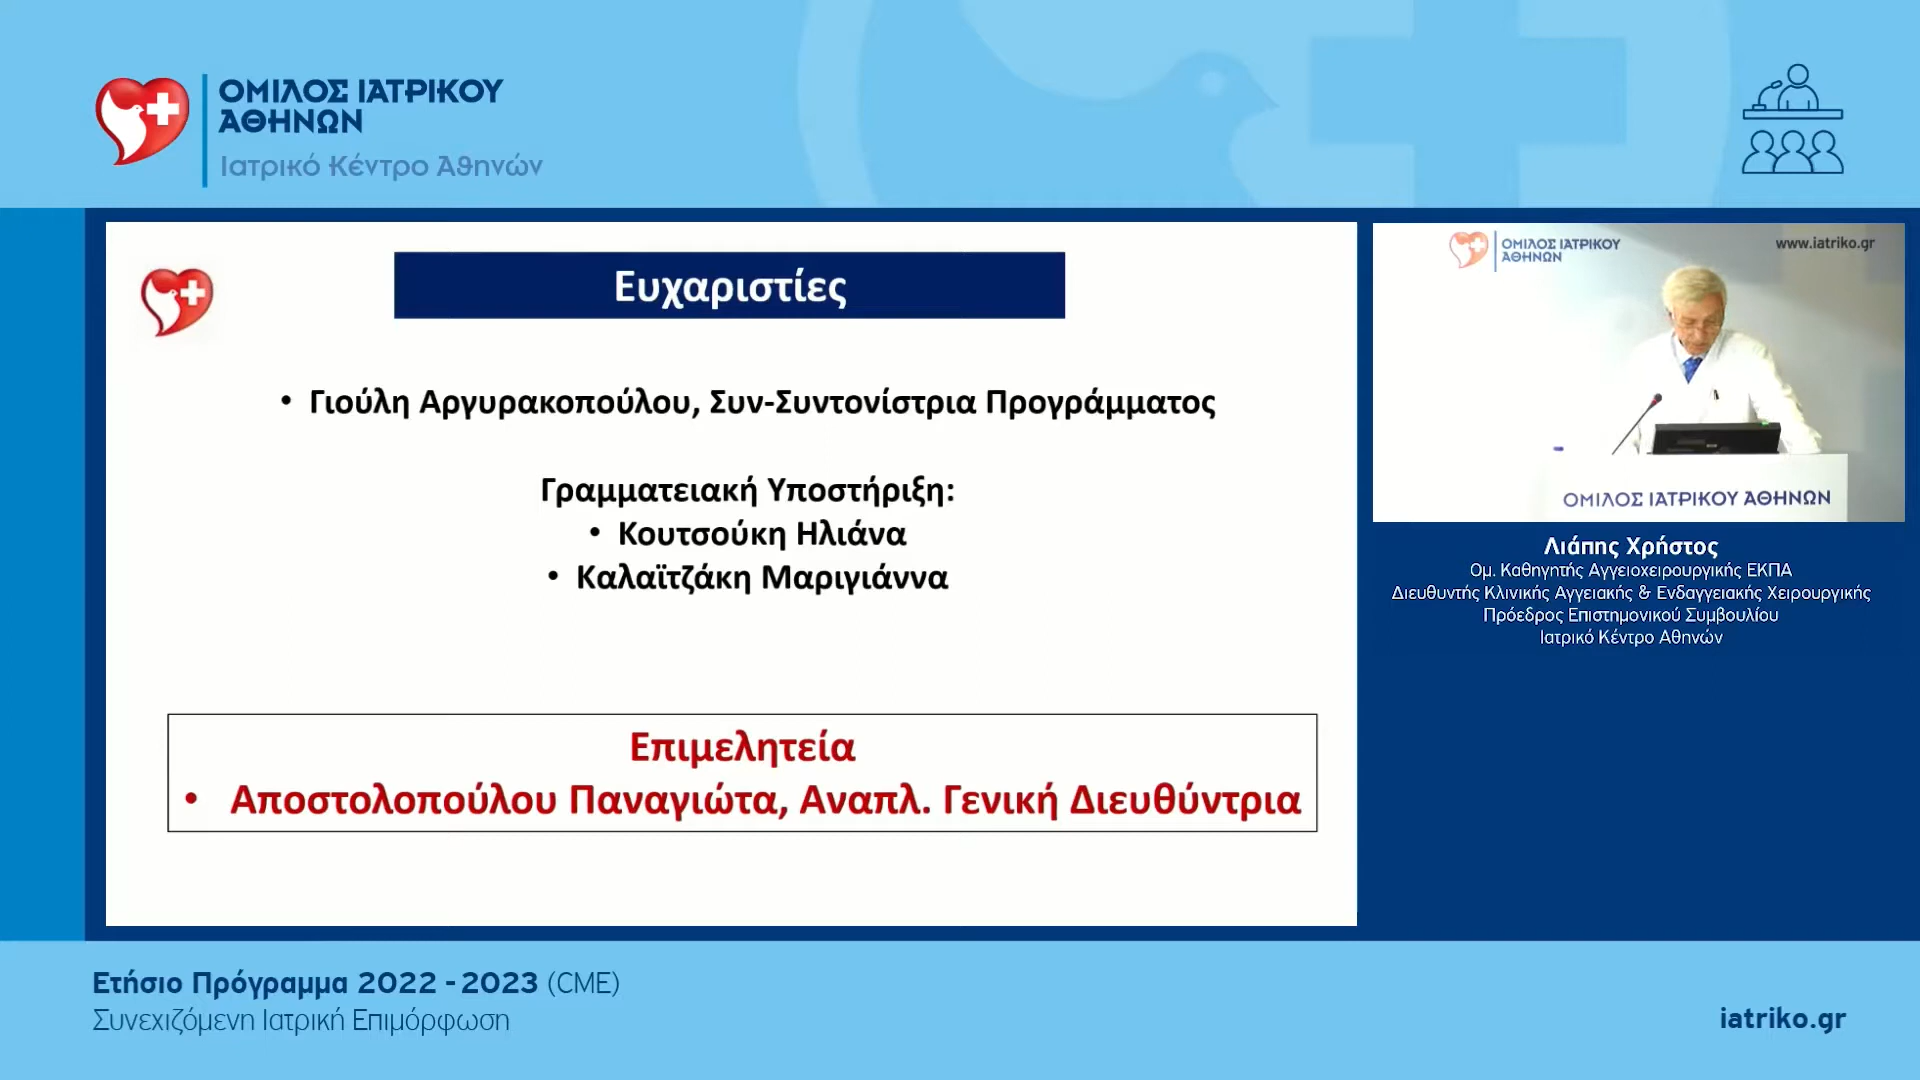 ΟΜΙΛΟΣ ΙΑΤΡΙΚΟΥ
ΑΘΗΝΩΝ
Ιατρικό Κέντρο Αθηνών
Ευχαριστίες
• Γιούλη Αργυρακοπούλου, Συν-Συντονίστρια Προγράμματος
Γραμματειακή Υποστήριξη:
• Κουτσούκη Ηλιάνα
• Καλαϊτζάκη Μαριγιάννα
Επιμελητεία
• Αποστολοπούλου Παναγιώτα, Αναπλ. Γενική Διευθύντρια
ΟΜΙΛΟΣ ΙΑΤΡΙΚΟΥ
ΑΘΗΝΩΝ
www.iatriko.gr
ΟΜΙΛΟΣ ΙΑΤΡΙΚΟΥ ΑΘΗΝΩΝ
Λιάπης Χρήστος
Ομ. Καθηγητής Αγγειοχειρουργικής ΕΚΠΑ
Διευθυντής Κλινικής Αγγειακής & Ενδαγγειακής Χειρουργικής
Πρόεδρος Επιστημονικού Συμβουλίου
Ιατρικό Κέντρο Αθηνών
Ετήσιο Πρόγραμμα 2022 - 2023 (CME)
Συνεχιζόμενη Ιατρική Επιμόρφωση
iatriko.gr